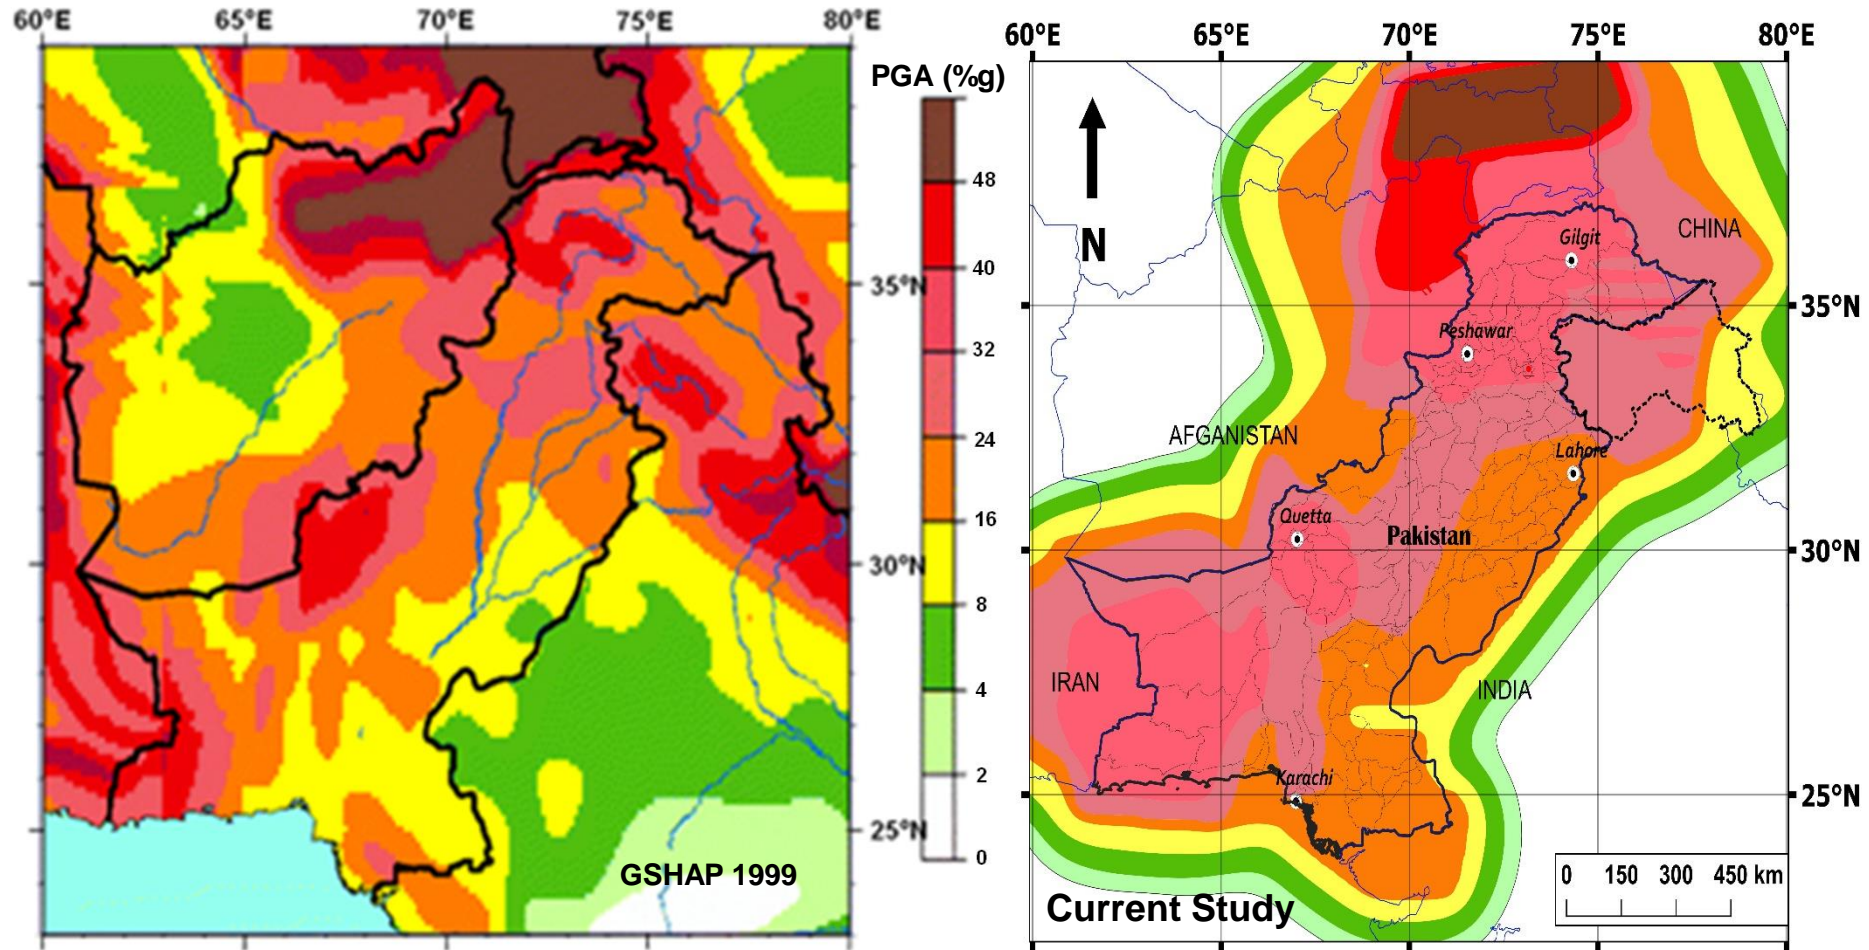 60°E 65°E 70°E 75°E 80°E
PGA (%g)
48
40
32
24
16
8
4
2
0
35°N
30°N
25°N
GSHAP 1999
60°E 65°E 70°E 75°E 80°E
N
CHINA
Gilgit
35°N
Peshawar
AFGANISTAN
Lahore
Quetta
Pakistan
30°N
IRAN
INDIA
Karachi
25°N
0 150 300 450 km
Current Study